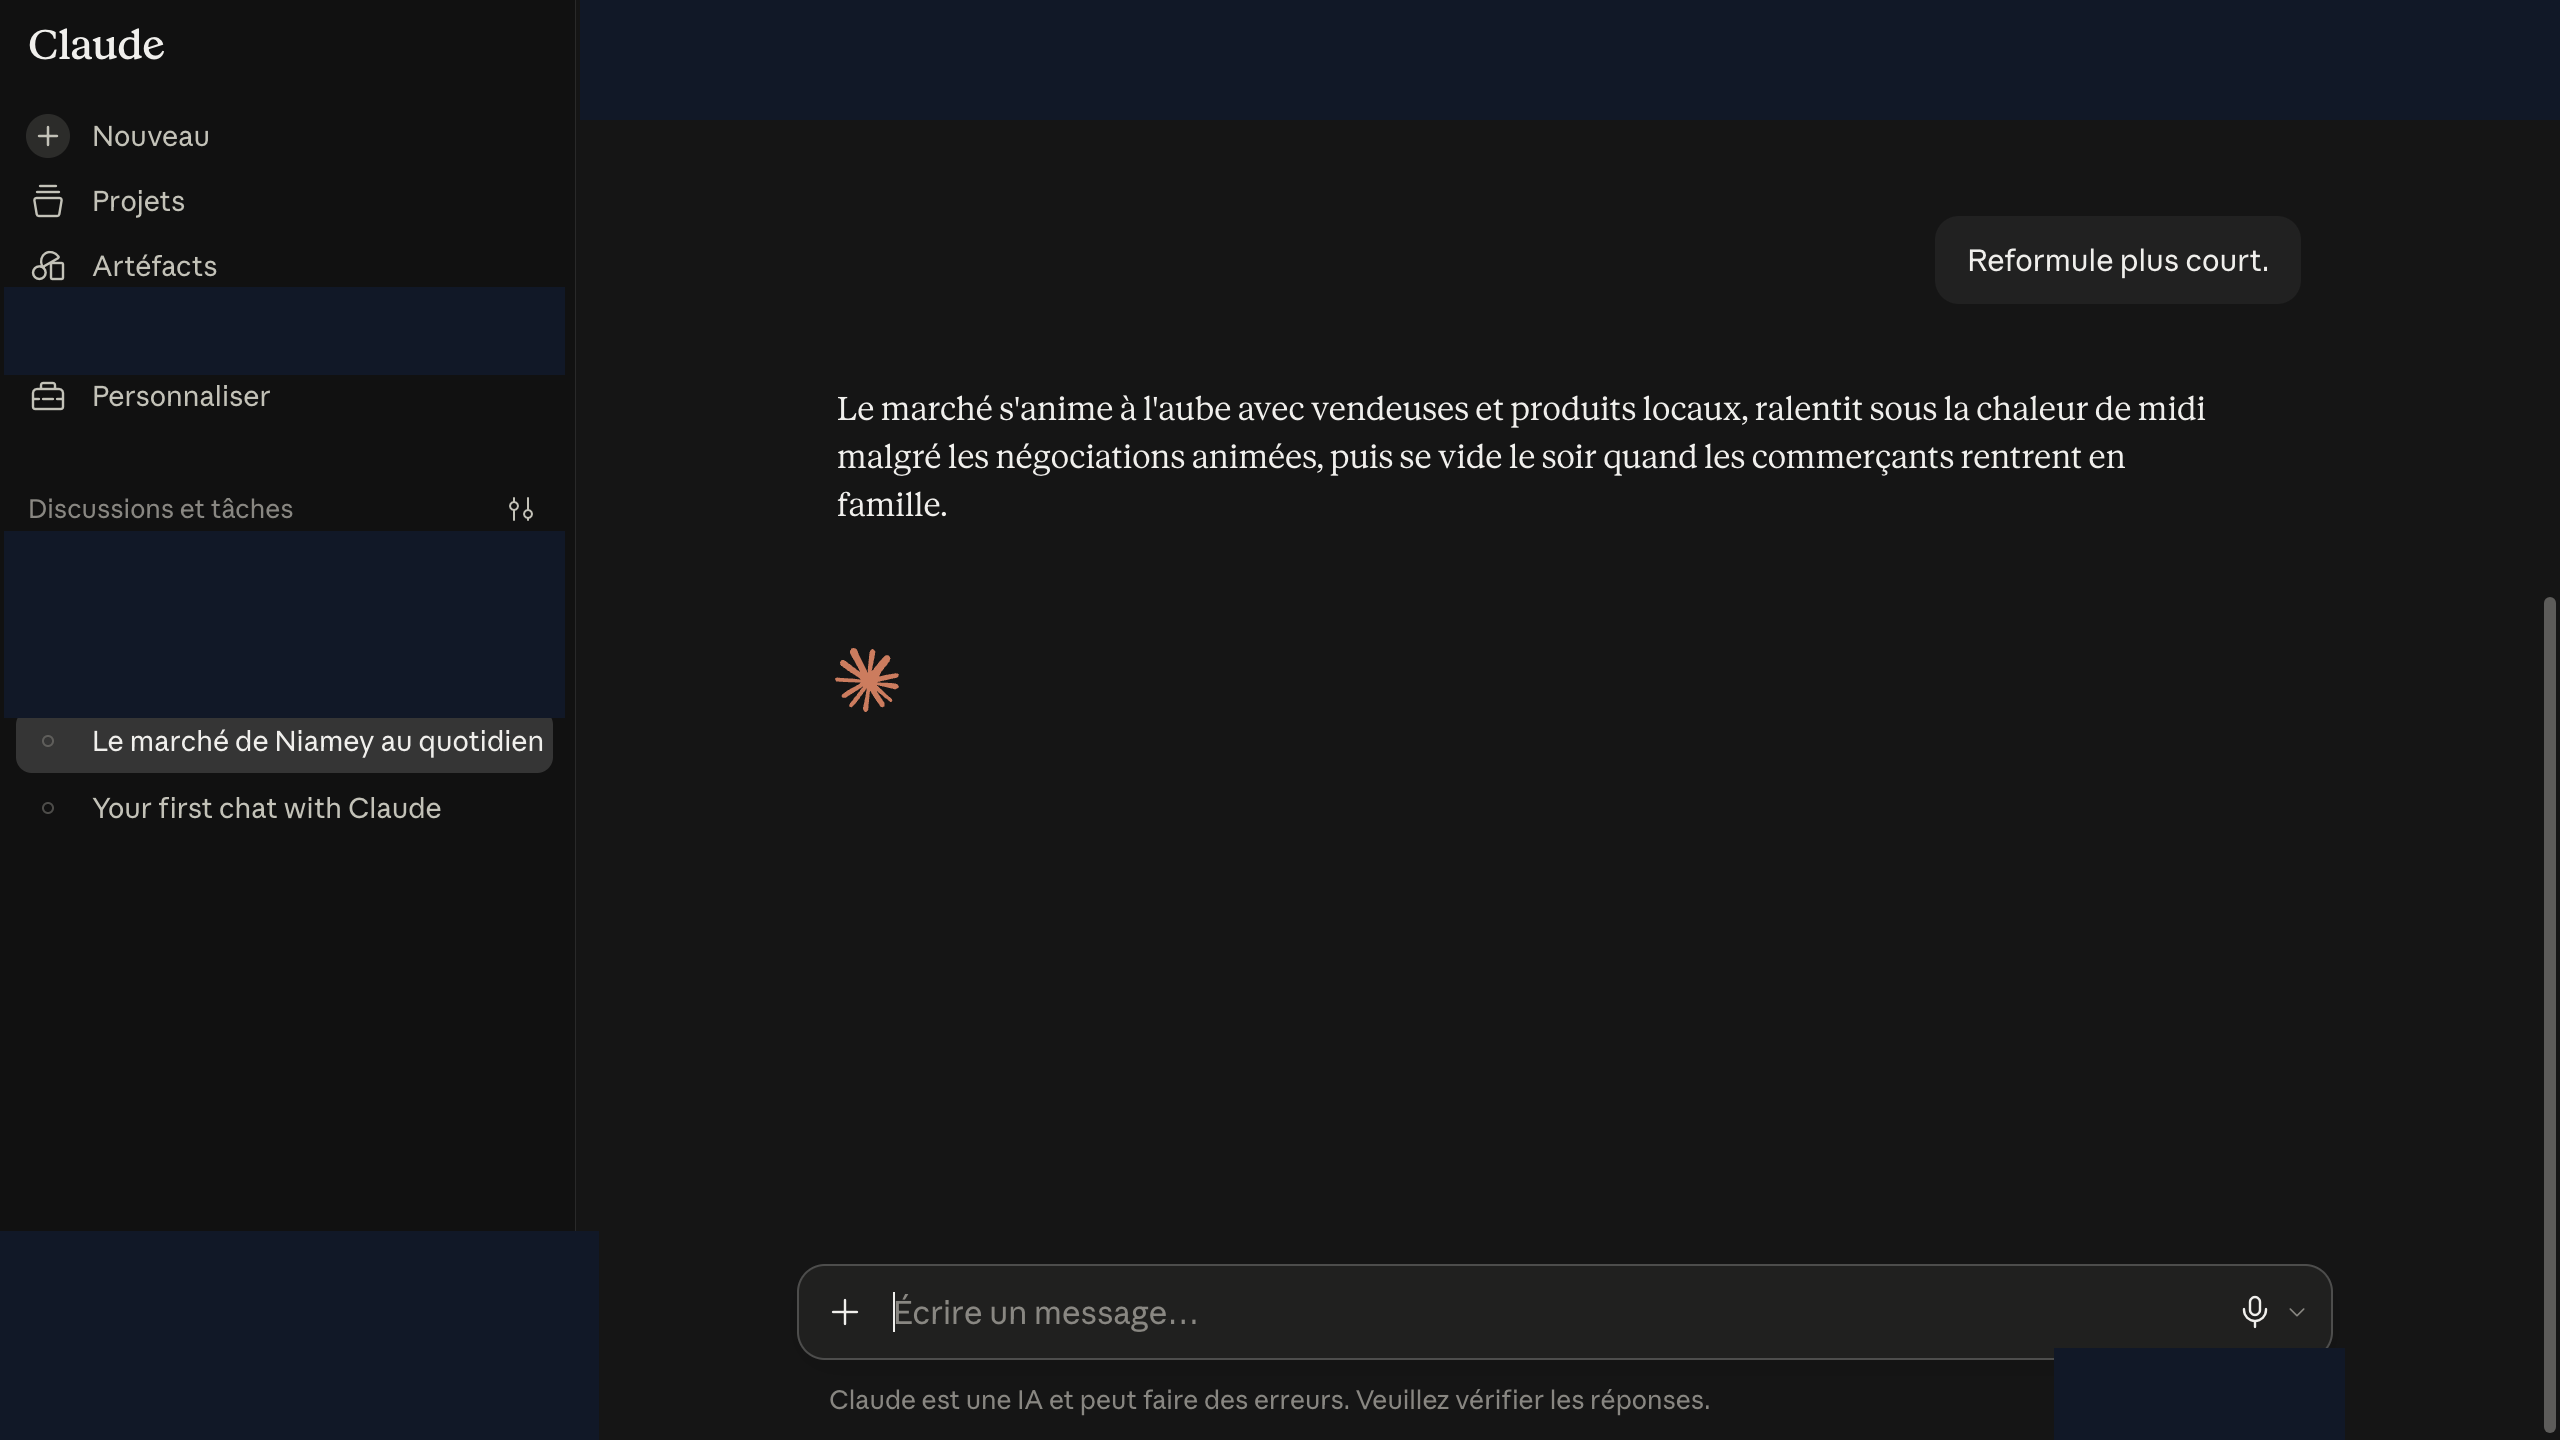 Claude
Nouveau
Projets
Artéfacts
Personnaliser
Discussions et tâches
Le marché de Niamey au quotidien
Your first chat with Claude
Reformule plus court.
Le marché s'anime à l'aube avec vendeuses et produits locaux, ralentit sous la chaleur de midi
malgré les négociations animées, puis se vide le soir quand les commerçants rentrent en
famille.
Écrire un message…
Claude est une IA et peut faire des erreurs. Veuillez vérifier les réponses.